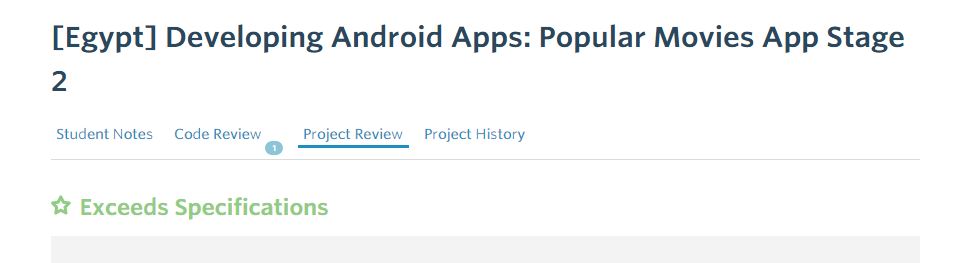 [Egypt] Developing Android Apps: Popular Movies App Stage
2
Student Notes Code Review 1 Project Review Project History
Exceeds Specifications